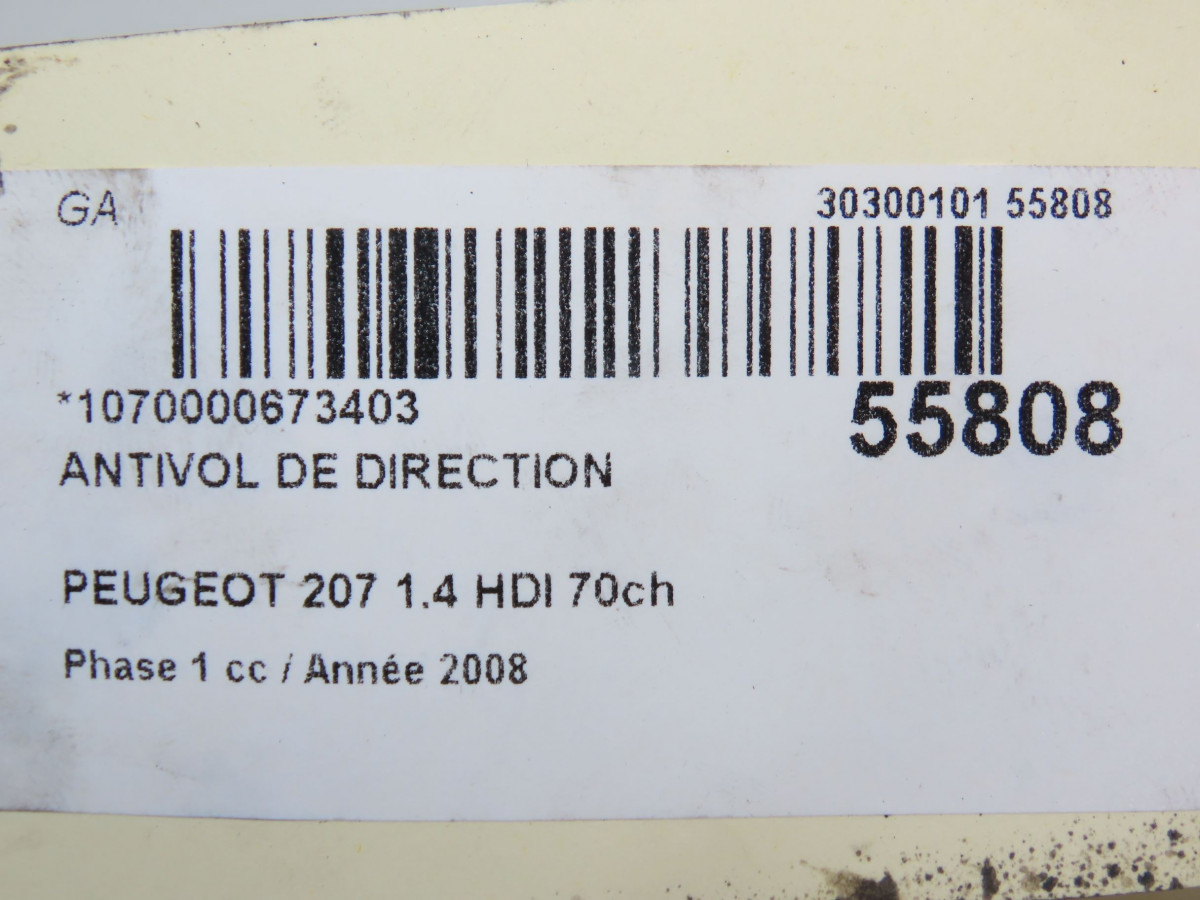 GA 30300101 55808
*1070000673403 55808
ANTIVOL DE DIRECTION
PEUGEOT 207 1.4 HDI 70ch
Phase 1 cc / Année 2008